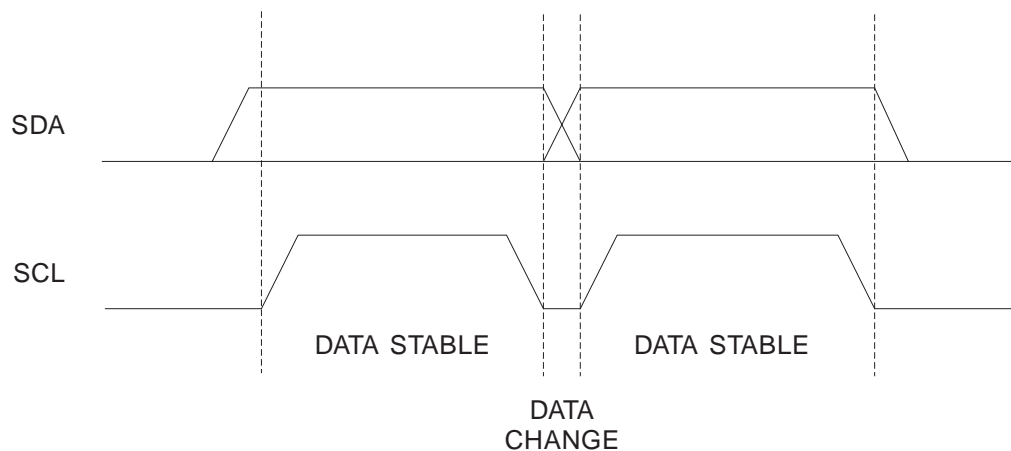 SDA
SCL
DATA STABLE
DATA STABLE
DATA
CHANGE